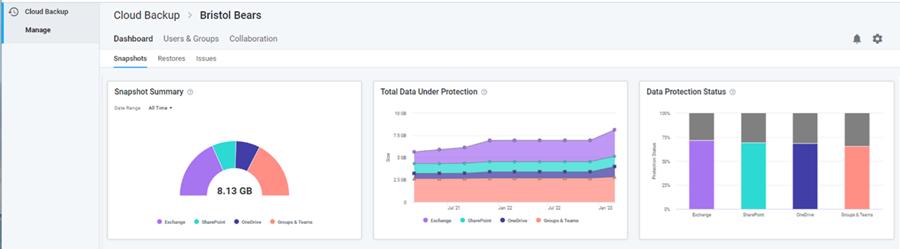 Cloud Backup
Manage
Cloud Backup > Bristol Bears
Dashboard Users & Groups Collaboration
Snapshots Restores Issues
Snapshot Summary ?
Date Range All Time
8.13 GB
Exchange SharePoint OneDrive Groups & Teams
Total Data Under Protection ?
10 GB
7.5 GB
5 GB
2.5 GB
0
Size
Jul '21 Jan '22 Jul '22 Jan '23
Exchange SharePoint OneDrive Groups & Teams
Data Protection Status ?
100%
75%
50%
25%
0%
Protection Status
Exchange SharePoint OneDrive Groups & Teams